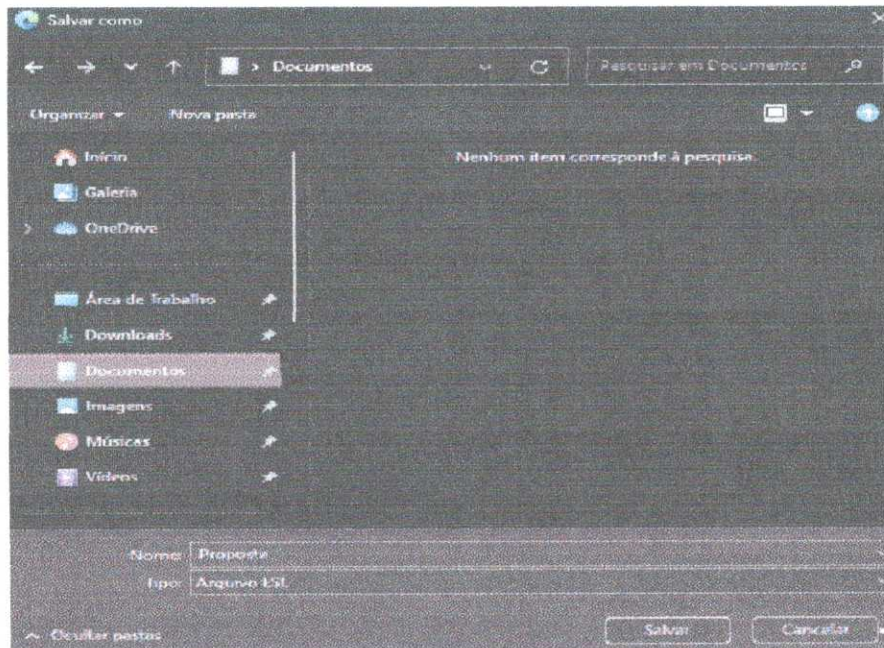 Salvar como
Documentos
Pesquisar em Documentos
Organizar
Nova pasta
Início
Nenhum item corresponde à pesquisa.
Galeria
OneDrive
Área de Trabalho
Downloads
Documentos
Imagens
Músicas
Vídeos
Nome: Proposta
Tipo: Arquivo ESL
Ocultar pastas
Salvar
Cancelar